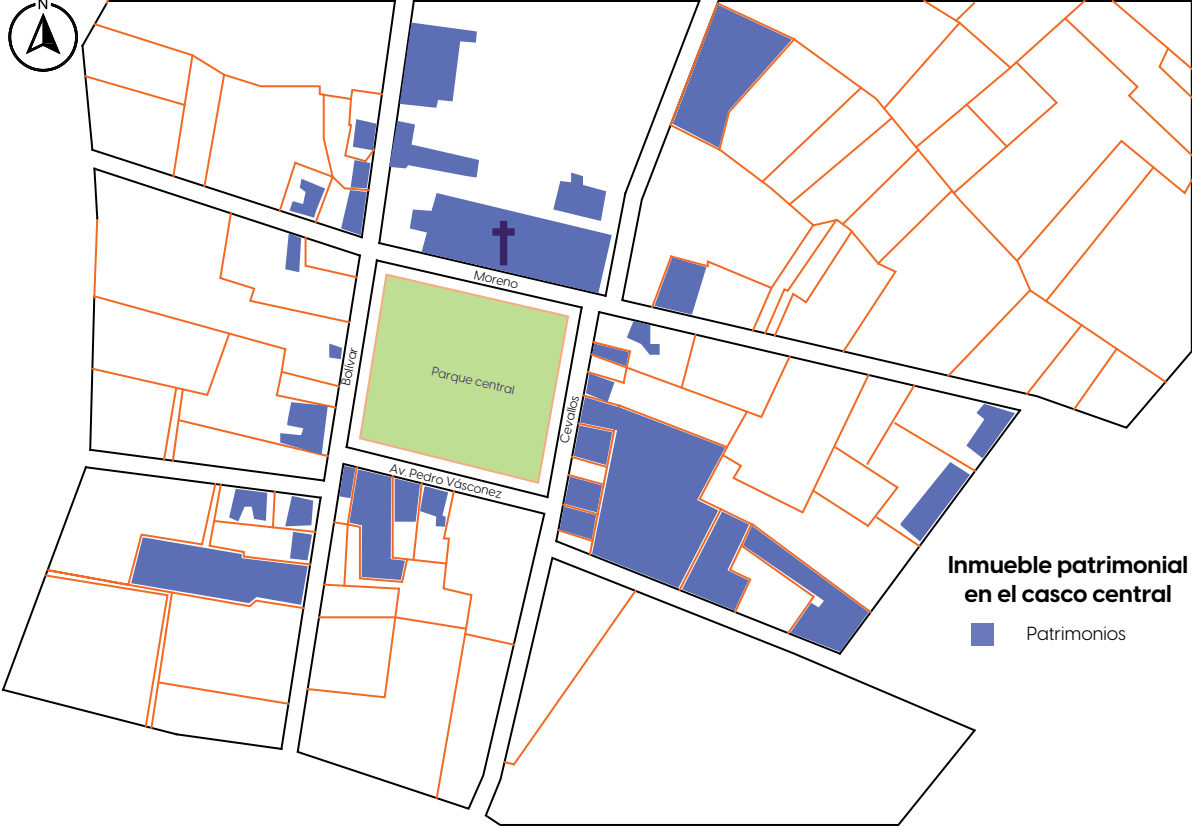 N
Moreno
Bolívar
Parque central
Cevallos
Av. Pedro Vásconez
Inmueble patrimonial
en el casco central
Patrimonios